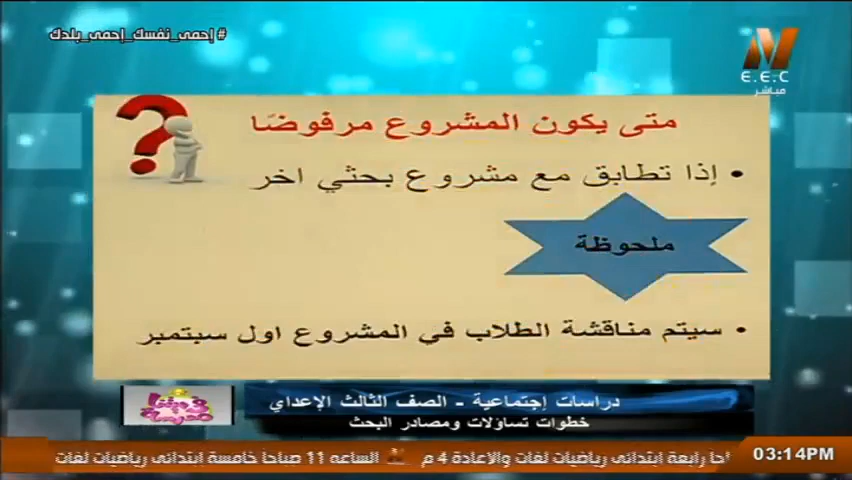 #إحمى_نفسك_إحمى_بلدك
E.E.C
مباشر
متى يكون المشروع مرفوضًا
• إذا تطابق مع مشروع بحثي اخر
ملحوظة
• سيتم مناقشة الطلاب في المشروع اول سبتمبر
دراسات إجتماعية - الصف الثالث الإعدادي
خطوات تساؤلات ومصادر البحث
رابعة إبتدائى رياضيات لغات والاعادة 4 م الساعه 11 صباحا خامسة ابتدائى رياضيات لغات
03:14PM